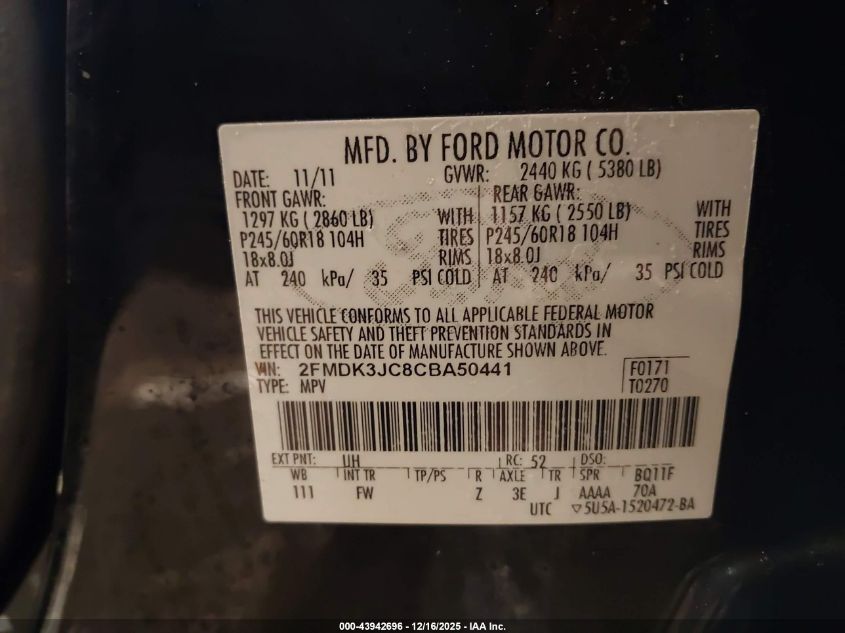 MFD. BY FORD MOTOR CO.
DATE: 11/11 GVWR: 2440 KG ( 5380 LB)
FRONT GAWR: REAR GAWR:
1297 KG ( 2860 LB) WITH 1157 KG ( 2550 LB) WITH
P245/60R18 104H TIRES P245/60R18 104H TIRES
18x8.0J RIMS 18x8.0J RIMS
AT 240 kPa/ 35 PSI COLD AT 240 kPa/ 35 PSI COLD
THIS VEHICLE CONFORMS TO ALL APPLICABLE FEDERAL MOTOR
VEHICLE SAFETY AND THEFT PREVENTION STANDARDS IN
EFFECT ON THE DATE OF MANUFACTURE SHOWN ABOVE.
VIN: 2FMDK3JC8CBA50441 F0171
TYPE: MPV T0270
EXT PNT: UH RC: 52 DSO:
WB INT TR TP/PS R AXLE TR SPR BQ11F
111 FW Z 3E J AAAA 70A
UTC ▽5U5A-1520472-BA
000-43942696 - 12/16/2025 - IAA Inc.